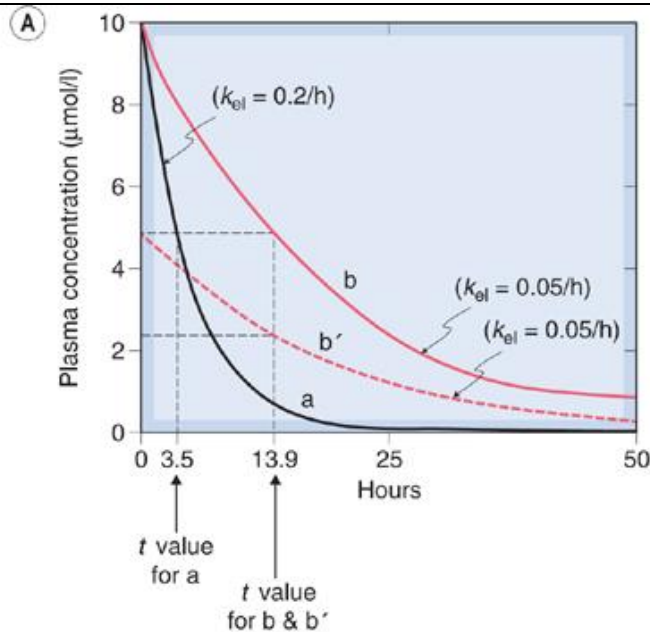 A
10
8
6
4
2
0
Plasma concentration (μmol/l)
(kel = 0.2/h)
b
(kel = 0.05/h)
(kel = 0.05/h)
b′
a
0 3.5 13.9 25 50
Hours
t value
for a
t value
for b & b′